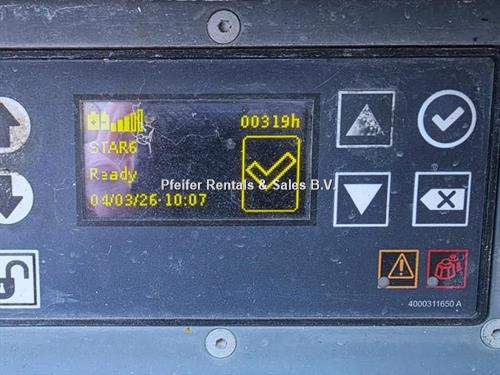 00319h
STAR6
Ready
Pfeifer Rentals & Sales B.V.
04/03/26 10:07
4000311650 A